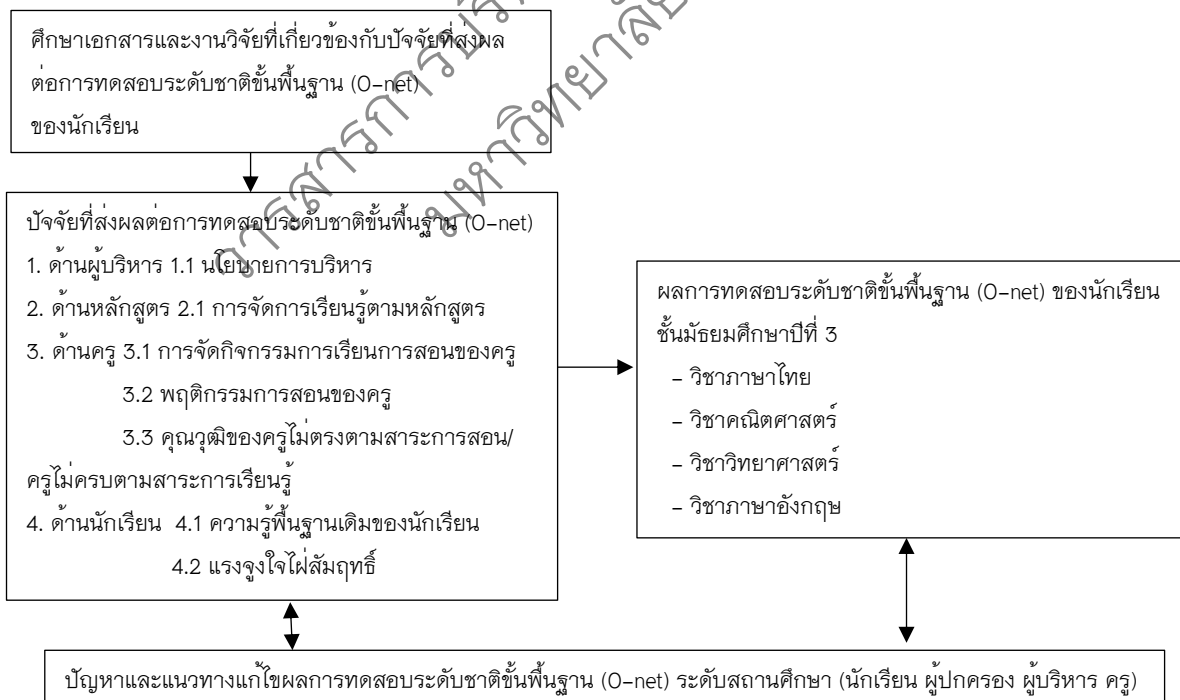 ศึกษาเอกสารและงานวิจัยที่เกี่ยวข้องกับปัจจัยที่ส่งผล
ต่อการทดสอบระดับชาติขั้นพื้นฐาน (O-net)
ของนักเรียน
ปัจจัยที่ส่งผลต่อการทดสอบระดับชาติขั้นพื้นฐาน (O-net)
1. ด้านผู้บริหาร 1.1 นโยบายการบริหาร
2. ด้านหลักสูตร 2.1 การจัดการเรียนรู้ตามหลักสูตร
3. ด้านครู 3.1 การจัดกิจกรรมการเรียนการสอนของครู
3.2 พฤติกรรมการสอนของครู
3.3 คุณวุฒิของครูไม่ตรงตามสาระการสอน/
ครูไม่ครบตามสาระการเรียนรู้
4. ด้านนักเรียน 4.1 ความรู้พื้นฐานเดิมของนักเรียน
4.2 แรงจูงใจไฝ่สัมฤทธิ์
ผลการทดสอบระดับชาติขั้นพื้นฐาน (O-net) ของนักเรียน
ชั้นมัธยมศึกษาปีที่ 3
- วิชาภาษาไทย
- วิชาคณิตศาสตร์
- วิชาวิทยาศาสตร์
- วิชาภาษาอังกฤษ
ปัญหาและแนวทางแก้ไขผลการทดสอบระดับชาติขั้นพื้นฐาน (O-net) ระดับสถานศึกษา (นักเรียน ผู้ปกครอง ผู้บริหาร ครู)
วารสารการบริ
มหาวิทยาลัย